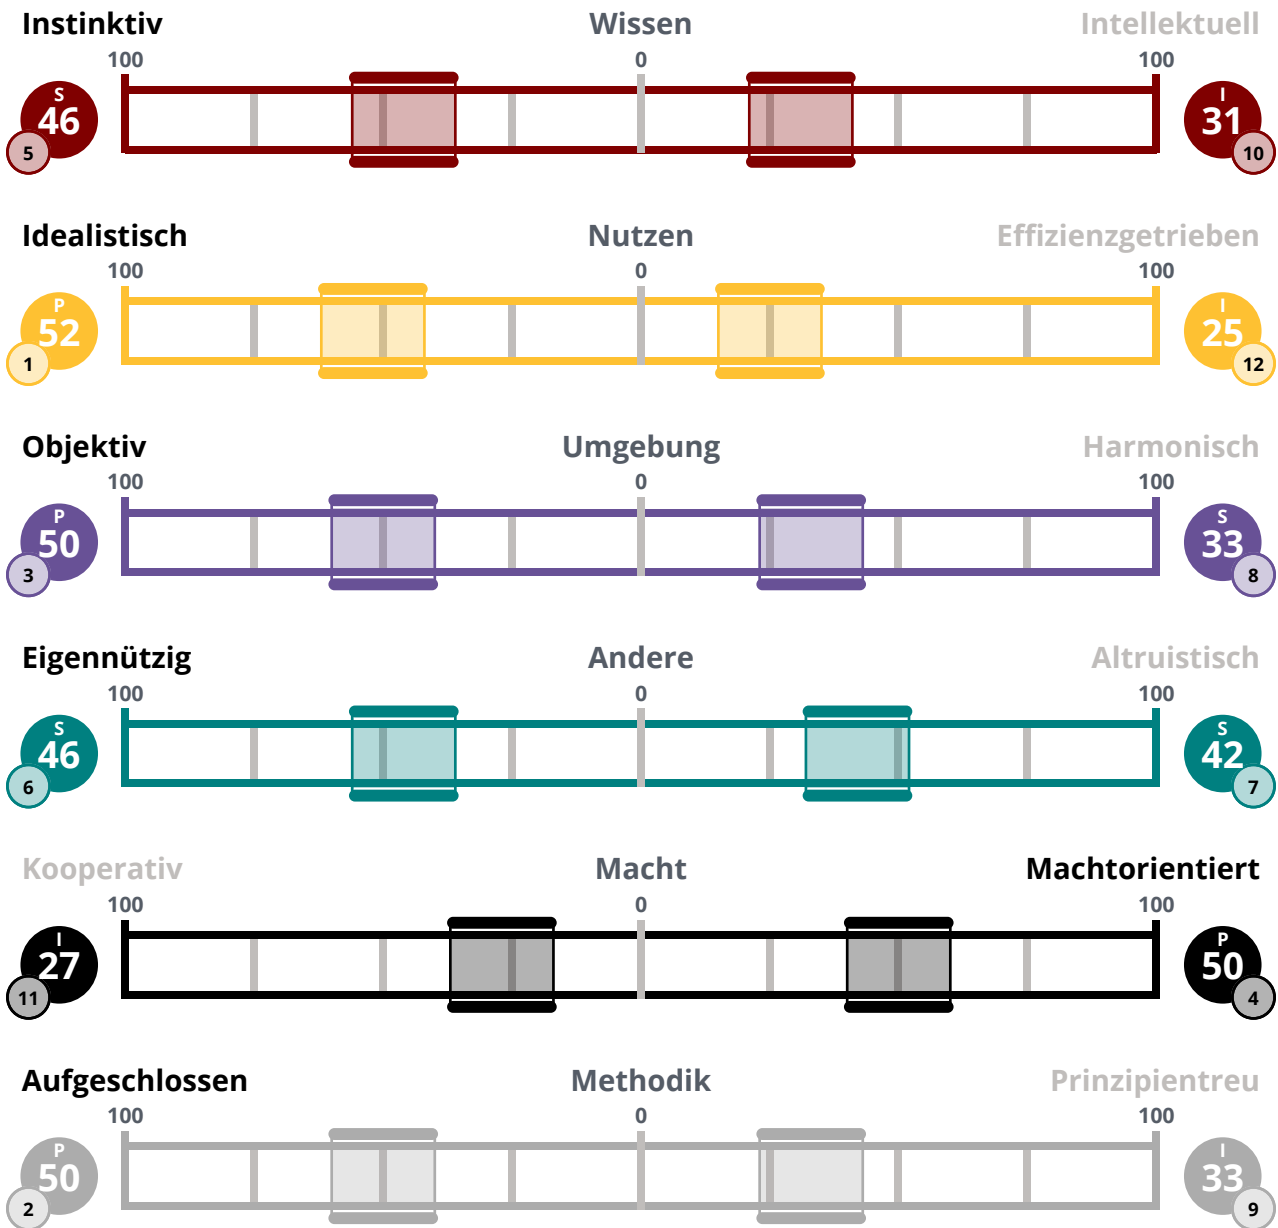 Instinktiv Wissen Intellektuell
100 0 100
S 46 5 I 31 10
Idealistisch Nutzen Effizienzgetrieben
100 0 100
P 52 1 I 25 12
Objektiv Umgebung Harmonisch
100 0 100
P 50 3 S 33 8
Eigennützig Andere Altruistisch
100 0 100
S 46 6 S 42 7
Kooperativ Macht Machtorientiert
100 0 100
I 27 11 P 50 4
Aufgeschlossen Methodik Prinzipientreu
100 0 100
P 50 2 I 33 9